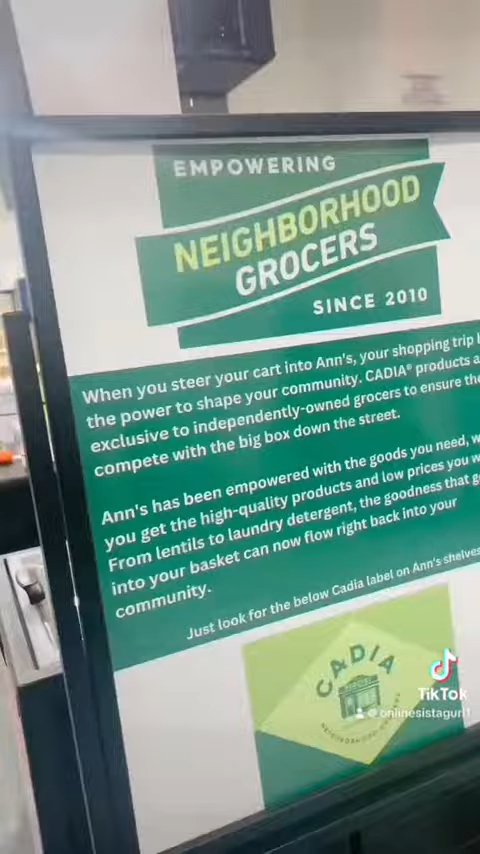 EMPOWERING
NEIGHBORHOOD
GROCERS
SINCE 2010
When you steer your cart into Ann's, your shopping trip
the power to shape your community. CADIA® products
exclusive to independently-owned grocers to ensure
compete with the big box down the street.
Ann's has been empowered with the goods you need,
you get the high-quality products and low prices you
From lentils to laundry detergent, the goodness that
into your basket can now flow right back into your
community.
Just look for the below Cadia label on Ann's shelves
CADIA
NEIGHBORHOOD
TikTok
@onlinesistagurl1